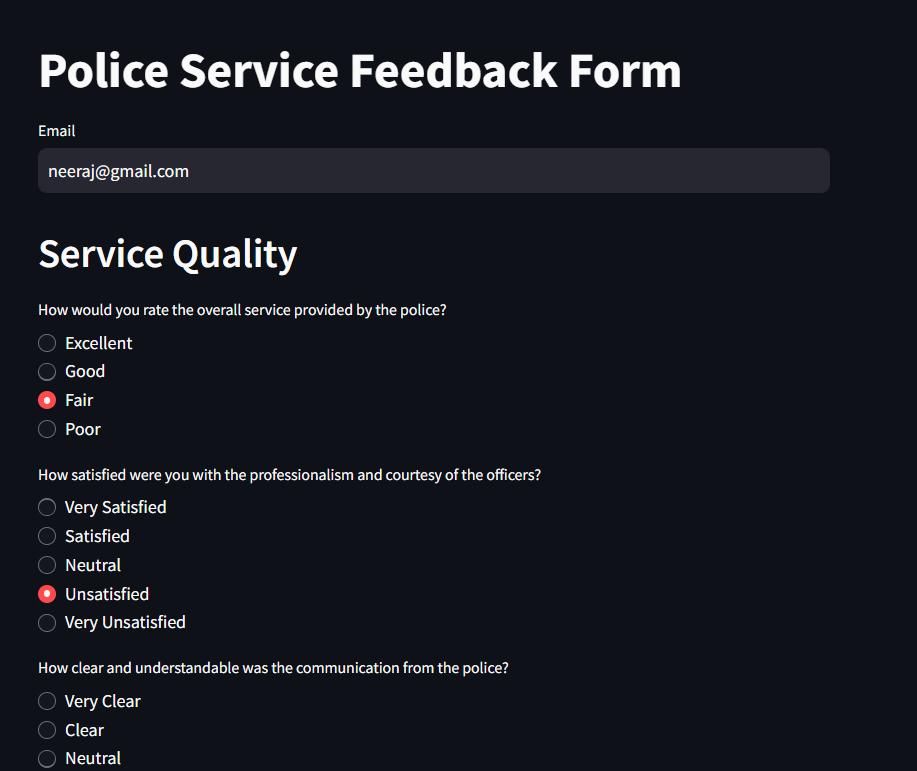 Police Service Feedback Form
Email
neeraj@gmail.com
Service Quality
How would you rate the overall service provided by the police?
Excellent
Good
Fair
Poor
How satisfied were you with the professionalism and courtesy of the officers?
Very Satisfied
Satisfied
Neutral
Unsatisfied
Very Unsatisfied
How clear and understandable was the communication from the police?
Very Clear
Clear
Neutral